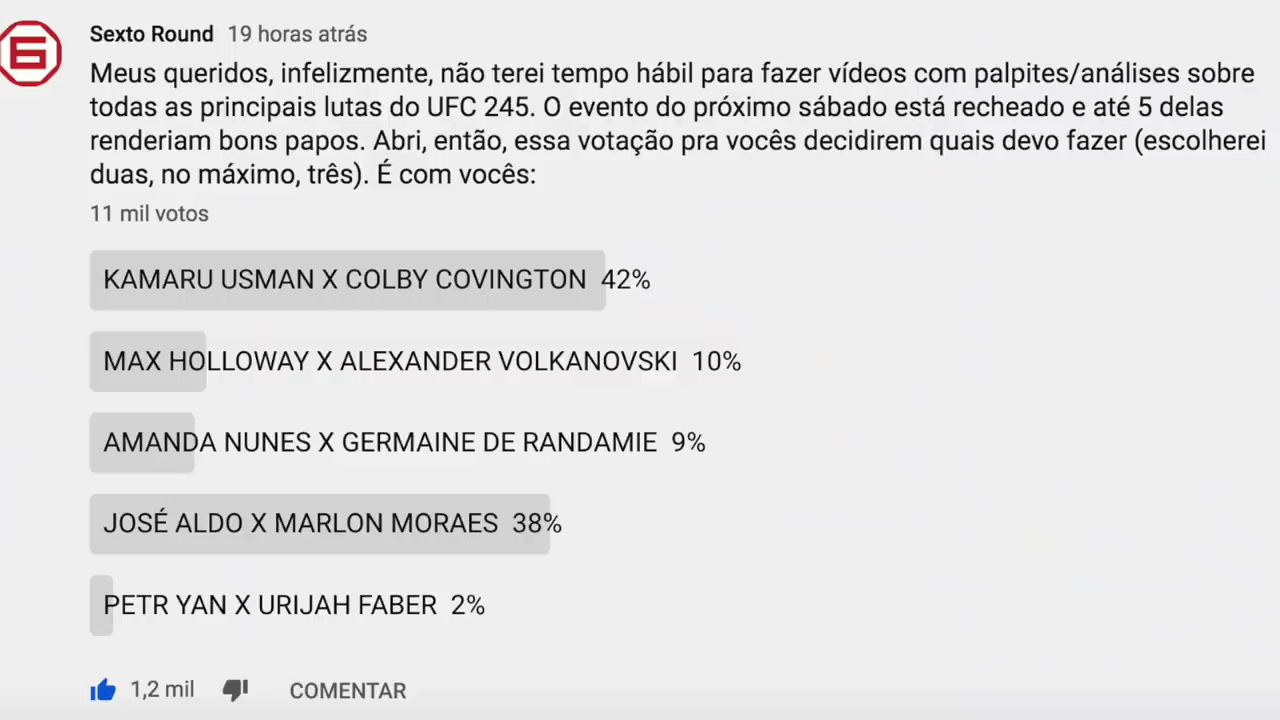 6
Sexto Round 19 horas atrás
Meus queridos, infelizmente, não terei tempo hábil para fazer vídeos com palpites/análises sobre
todas as principais lutas do UFC 245. O evento do próximo sábado está recheado e até 5 delas
renderiam bons papos. Abri, então, essa votação pra vocês decidirem quais devo fazer (escolherei
duas, no máximo, três). É com vocês:
11 mil votos
KAMARU USMAN X COLBY COVINGTON 42%
MAX HOLLOWAY X ALEXANDER VOLKANOVSKI 10%
AMANDA NUNES X GERMAINE DE RANDAMIE 9%
JOSÉ ALDO X MARLON MORAES 38%
PETR YAN X URIJAH FABER 2%
1,2 mil COMENTAR